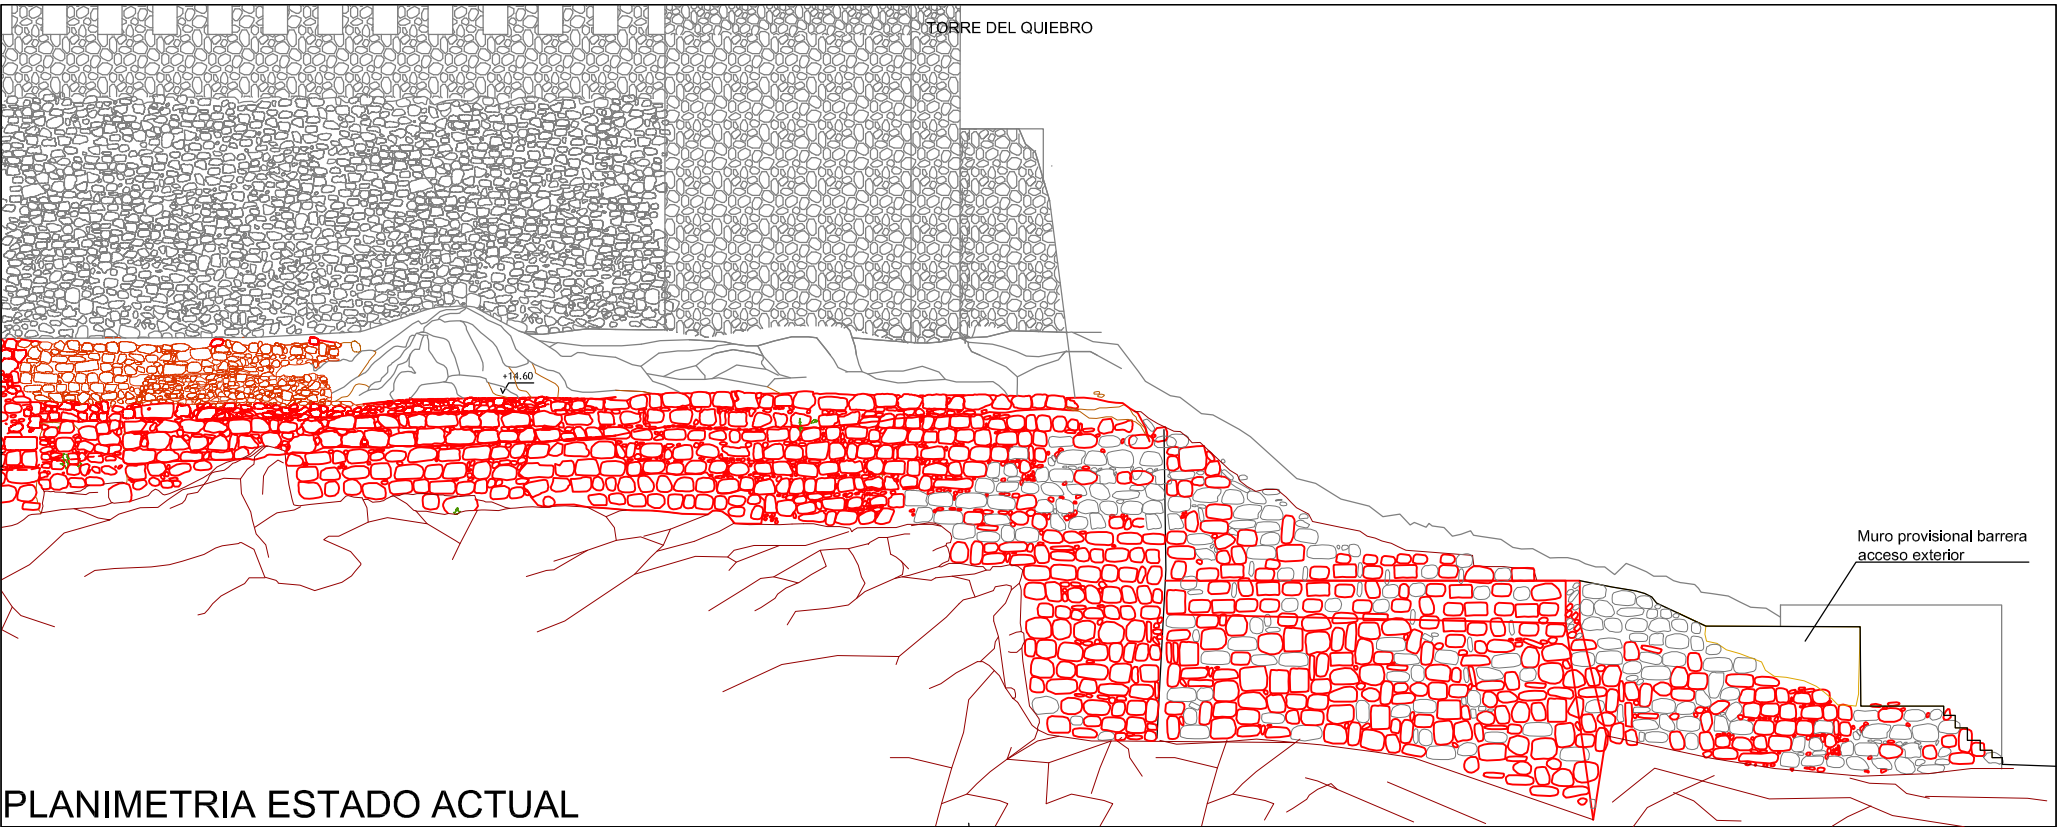 TORRE DEL QUIEBRO
+14.60
Muro provisional barrera
acceso exterior
PLANIMETRIA ESTADO ACTUAL